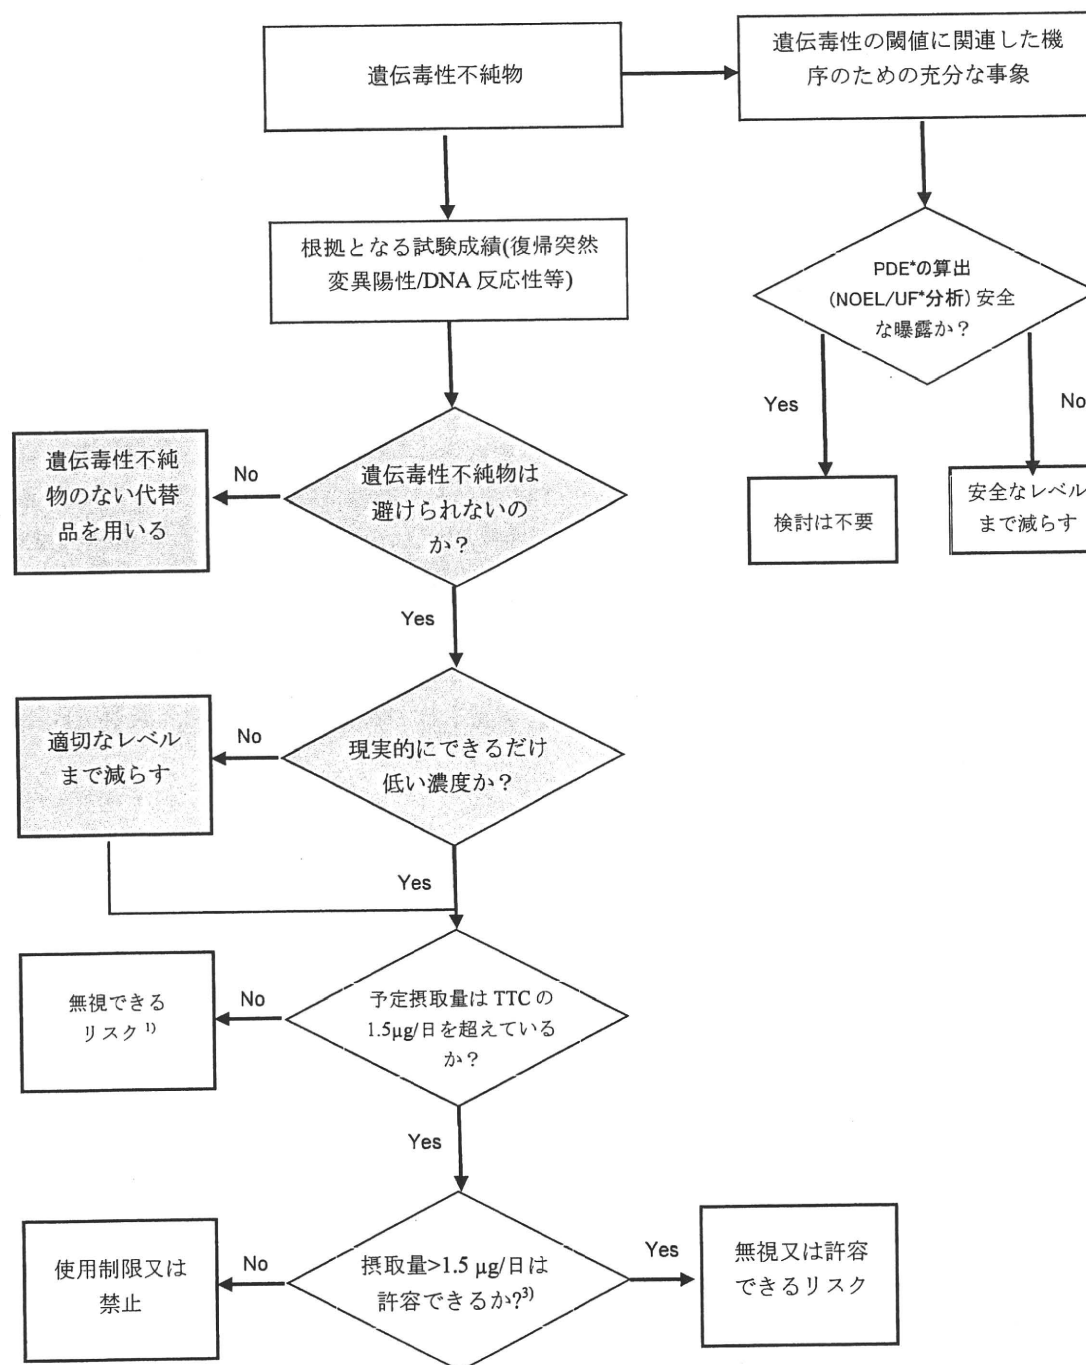 遺伝毒性不純物
遺伝毒性の閾値に関連した機
序のための充分な事象
根拠となる試験成績(復帰突然
変異陽性/DNA 反応性等)
PDE*の算出
(NOEL/UF*分析) 安全
な曝露か?
Yes
No
検討は不要
安全なレベル
まで減らす
遺伝毒性不純
物のない代替
品を用いる
No
遺伝毒性不純物は
避けられないの
か?
Yes
適切なレベル
まで減らす
No
現実的にできるだけ
低い濃度か?
Yes
無視できる
リスク 1)
No
予定摂取量は TTC の
1.5μg/日を超えている
か?
Yes
使用制限又は
禁止
No
摂取量>1.5 μg/日は
許容できるか?3)
Yes
無視又は許容
できるリスク